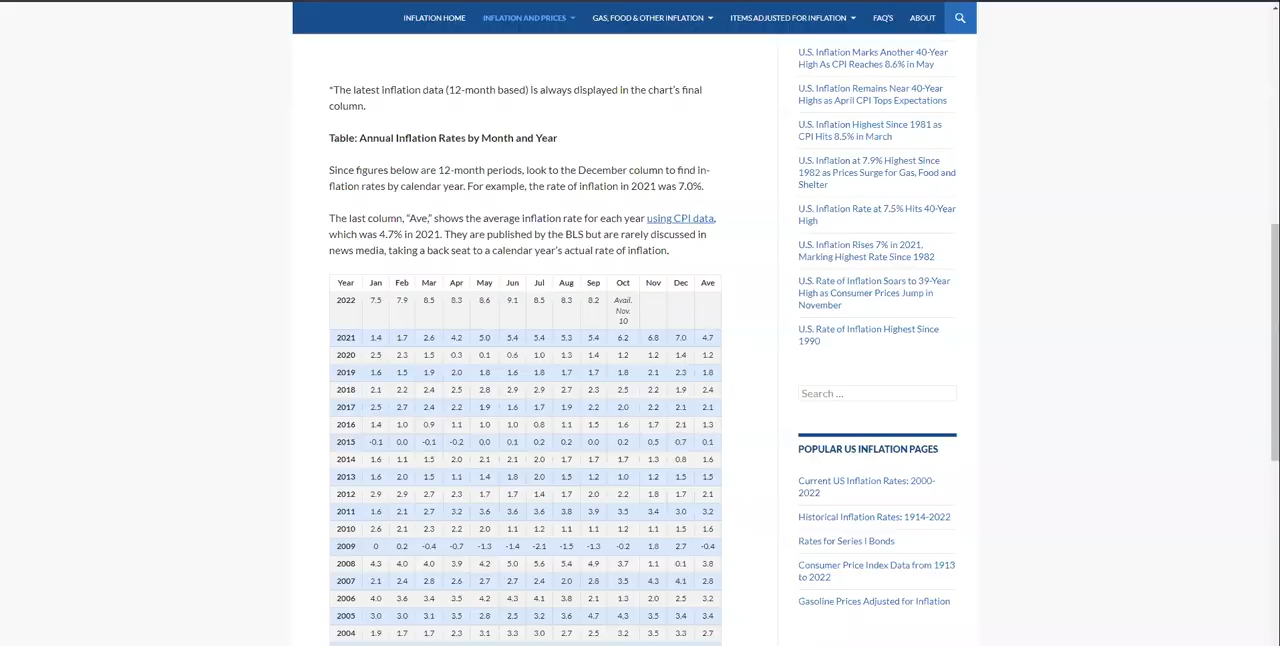 INFLATION HOME INFLATION AND PRICES GAS, FOOD & OTHER INFLATION ITEMS ADJUSTED FOR INFLATION FAQ'S ABOUT
*The latest inflation data (12-month based) is always displayed in the chart's final
column.
Table: Annual Inflation Rates by Month and Year
Since figures below are 12-month periods, look to the December column to find in-
flation rates by calendar year. For example, the rate of inflation in 2021 was 7.0%.
The last column, "Ave," shows the average inflation rate for each year using CPI data,
which was 4.7% in 2021. They are published by the BLS but are rarely discussed in
news media, taking a back seat to a calendar year's actual rate of inflation.
Year Jan Feb Mar Apr May Jun Jul Aug Sep Oct Nov Dec Ave
2022 7.5 7.9 8.5 8.3 8.6 9.1 8.5 8.3 8.2 Avail.
Nov.
10
2021 1.4 1.7 2.6 4.2 5.0 5.4 5.4 5.3 5.4 6.2 6.8 7.0 4.7
2020 2.5 2.3 1.5 0.3 0.1 0.6 1.0 1.3 1.4 1.2 1.2 1.4 1.2
2019 1.6 1.5 1.9 2.0 1.8 1.6 1.8 1.7 1.7 1.8 2.1 2.3 1.8
2018 2.1 2.2 2.4 2.5 2.8 2.9 2.9 2.7 2.3 2.5 2.2 1.9 2.4
2017 2.5 2.7 2.4 2.2 1.9 1.6 1.7 1.9 2.2 2.0 2.2 2.1 2.1
2016 1.4 1.0 0.9 1.1 1.0 1.0 0.8 1.1 1.5 1.6 1.7 2.1 1.3
2015 -0.1 0.0 -0.1 -0.2 0.0 0.1 0.2 0.2 0.0 0.2 0.5 0.7 0.1
2014 1.6 1.1 1.5 2.0 2.1 2.1 2.0 1.7 1.7 1.7 1.3 0.8 1.6
2013 1.6 2.0 1.5 1.1 1.4 1.8 2.0 1.5 1.2 1.0 1.2 1.5 1.5
2012 2.9 2.9 2.7 2.3 1.7 1.7 1.4 1.7 2.0 2.2 1.8 1.7 2.1
2011 1.6 2.1 2.7 3.2 3.6 3.6 3.6 3.8 3.9 3.5 3.4 3.0 3.2
2010 2.6 2.1 2.3 2.2 2.0 1.1 1.2 1.1 1.1 1.2 1.1 1.5 1.6
2009 0 0.2 -0.4 -0.7 -1.3 -1.4 -2.1 -1.5 -1.3 -0.2 1.8 2.7 -0.4
2008 4.3 4.0 4.0 3.9 4.2 5.0 5.6 5.4 4.9 3.7 1.1 0.1 3.8
2007 2.1 2.4 2.8 2.6 2.7 2.7 2.4 2.0 2.8 3.5 4.3 4.1 2.8
2006 4.0 3.6 3.4 3.5 4.2 4.3 4.1 3.8 2.1 1.3 2.0 2.5 3.2
2005 3.0 3.0 3.1 3.5 2.8 2.5 3.2 3.6 4.7 4.3 3.5 3.4 3.4
2004 1.9 1.7 1.7 2.3 3.1 3.3 3.0 2.7 2.5 3.2 3.5 3.3 2.7
U.S. Inflation Marks Another 40-Year
High As CPI Reaches 8.6% in May
U.S. Inflation Remains Near 40-Year
Highs as April CPI Tops Expectations
U.S. Inflation Highest Since 1981 as
CPI Hits 8.5% in March
U.S. Inflation at 7.9% Highest Since
1982 as Prices Surge for Gas, Food and
Shelter
U.S. Inflation Rate at 7.5% Hits 40-Year
High
U.S. Inflation Rises 7% in 2021,
Marking Highest Rate Since 1982
U.S. Rate of Inflation Soars to 39-Year
High as Consumer Prices Jump in
November
U.S. Rate of Inflation Highest Since
1990
Search ...
POPULAR US INFLATION PAGES
Current US Inflation Rates: 2000-
2022
Historical Inflation Rates: 1914-2022
Rates for Series I Bonds
Consumer Price Index Data from 1913
to 2022
Gasoline Prices Adjusted for Inflation